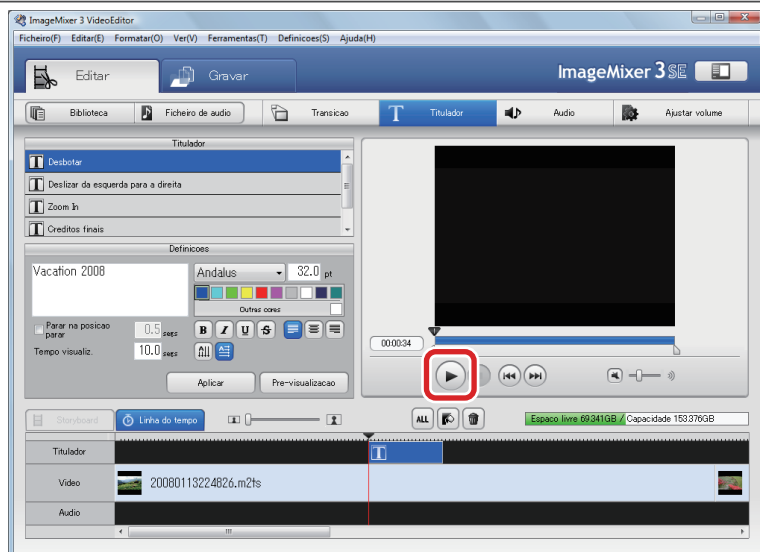 ImageMixer 3 VideoEditor
Ficheiro(F) Editar(E) Formatar(O) Ver(V) Ferramentas(T) Definicoes(S) Ajuda(H)
Editar Gravar ImageMixer 3 SE
Biblioteca Ficheiro de audio Transicao T Titulador Audio Ajustar volume
Titulador
T Desbotar
T Deslizar da esquerda para a direita
T Zoom In
T Creditos finais
Definicoes
Vacation 2008 Andalus 32.0 pt
Outras cores
Parar na posicao parar 0.5 segs B I U S
Tempo visualiz. 10.0 segs
Aplicar Pre-visualizacao
00:00:34
Storyboard Linha do tempo ALL Espaco livre 69.341GB / Capacidade 153.376GB
Titulador T
Video 20080113224826.m2ts
Audio